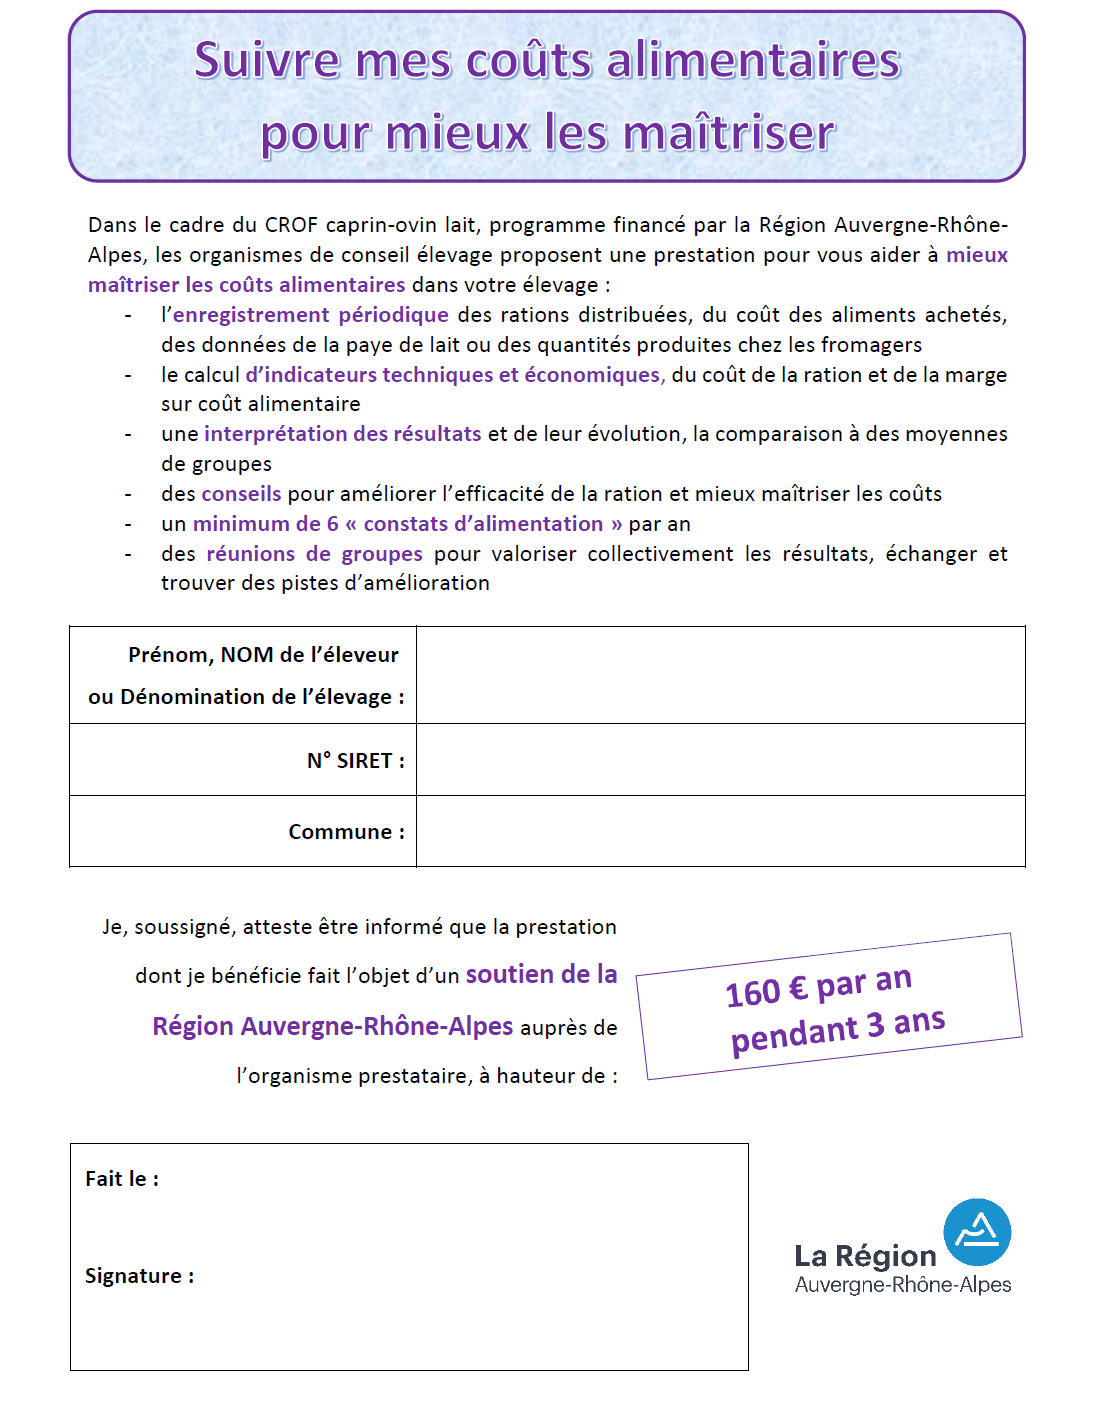 Suivre mes coûts alimentaires
pour mieux les maîtriser
Dans le cadre du CROF caprin-ovin lait, programme financé par la Région Auvergne-Rhône-
Alpes, les organismes de conseil élevage proposent une prestation pour vous aider à mieux
maîtriser les coûts alimentaires dans votre élevage :
- l’enregistrement périodique des rations distribuées, du coût des aliments achetés,
des données de la paye de lait ou des quantités produites chez les fromagers
- le calcul d’indicateurs techniques et économiques, du coût de la ration et de la marge
sur coût alimentaire
- une interprétation des résultats et de leur évolution, la comparaison à des moyennes
de groupes
- des conseils pour améliorer l’efficacité de la ration et mieux maîtriser les coûts
- un minimum de 6 « constats d’alimentation » par an
- des réunions de groupes pour valoriser collectivement les résultats, échanger et
trouver des pistes d’amélioration
Prénom, NOM de l’éleveur
ou Dénomination de l’élevage :
N° SIRET :
Commune :
Je, soussigné, atteste être informé que la prestation
dont je bénéficie fait l’objet d’un soutien de la
Région Auvergne-Rhône-Alpes auprès de
l’organisme prestataire, à hauteur de :
160 € par an
pendant 3 ans
Fait le :
Signature :
La Région
Auvergne-Rhône-Alpes